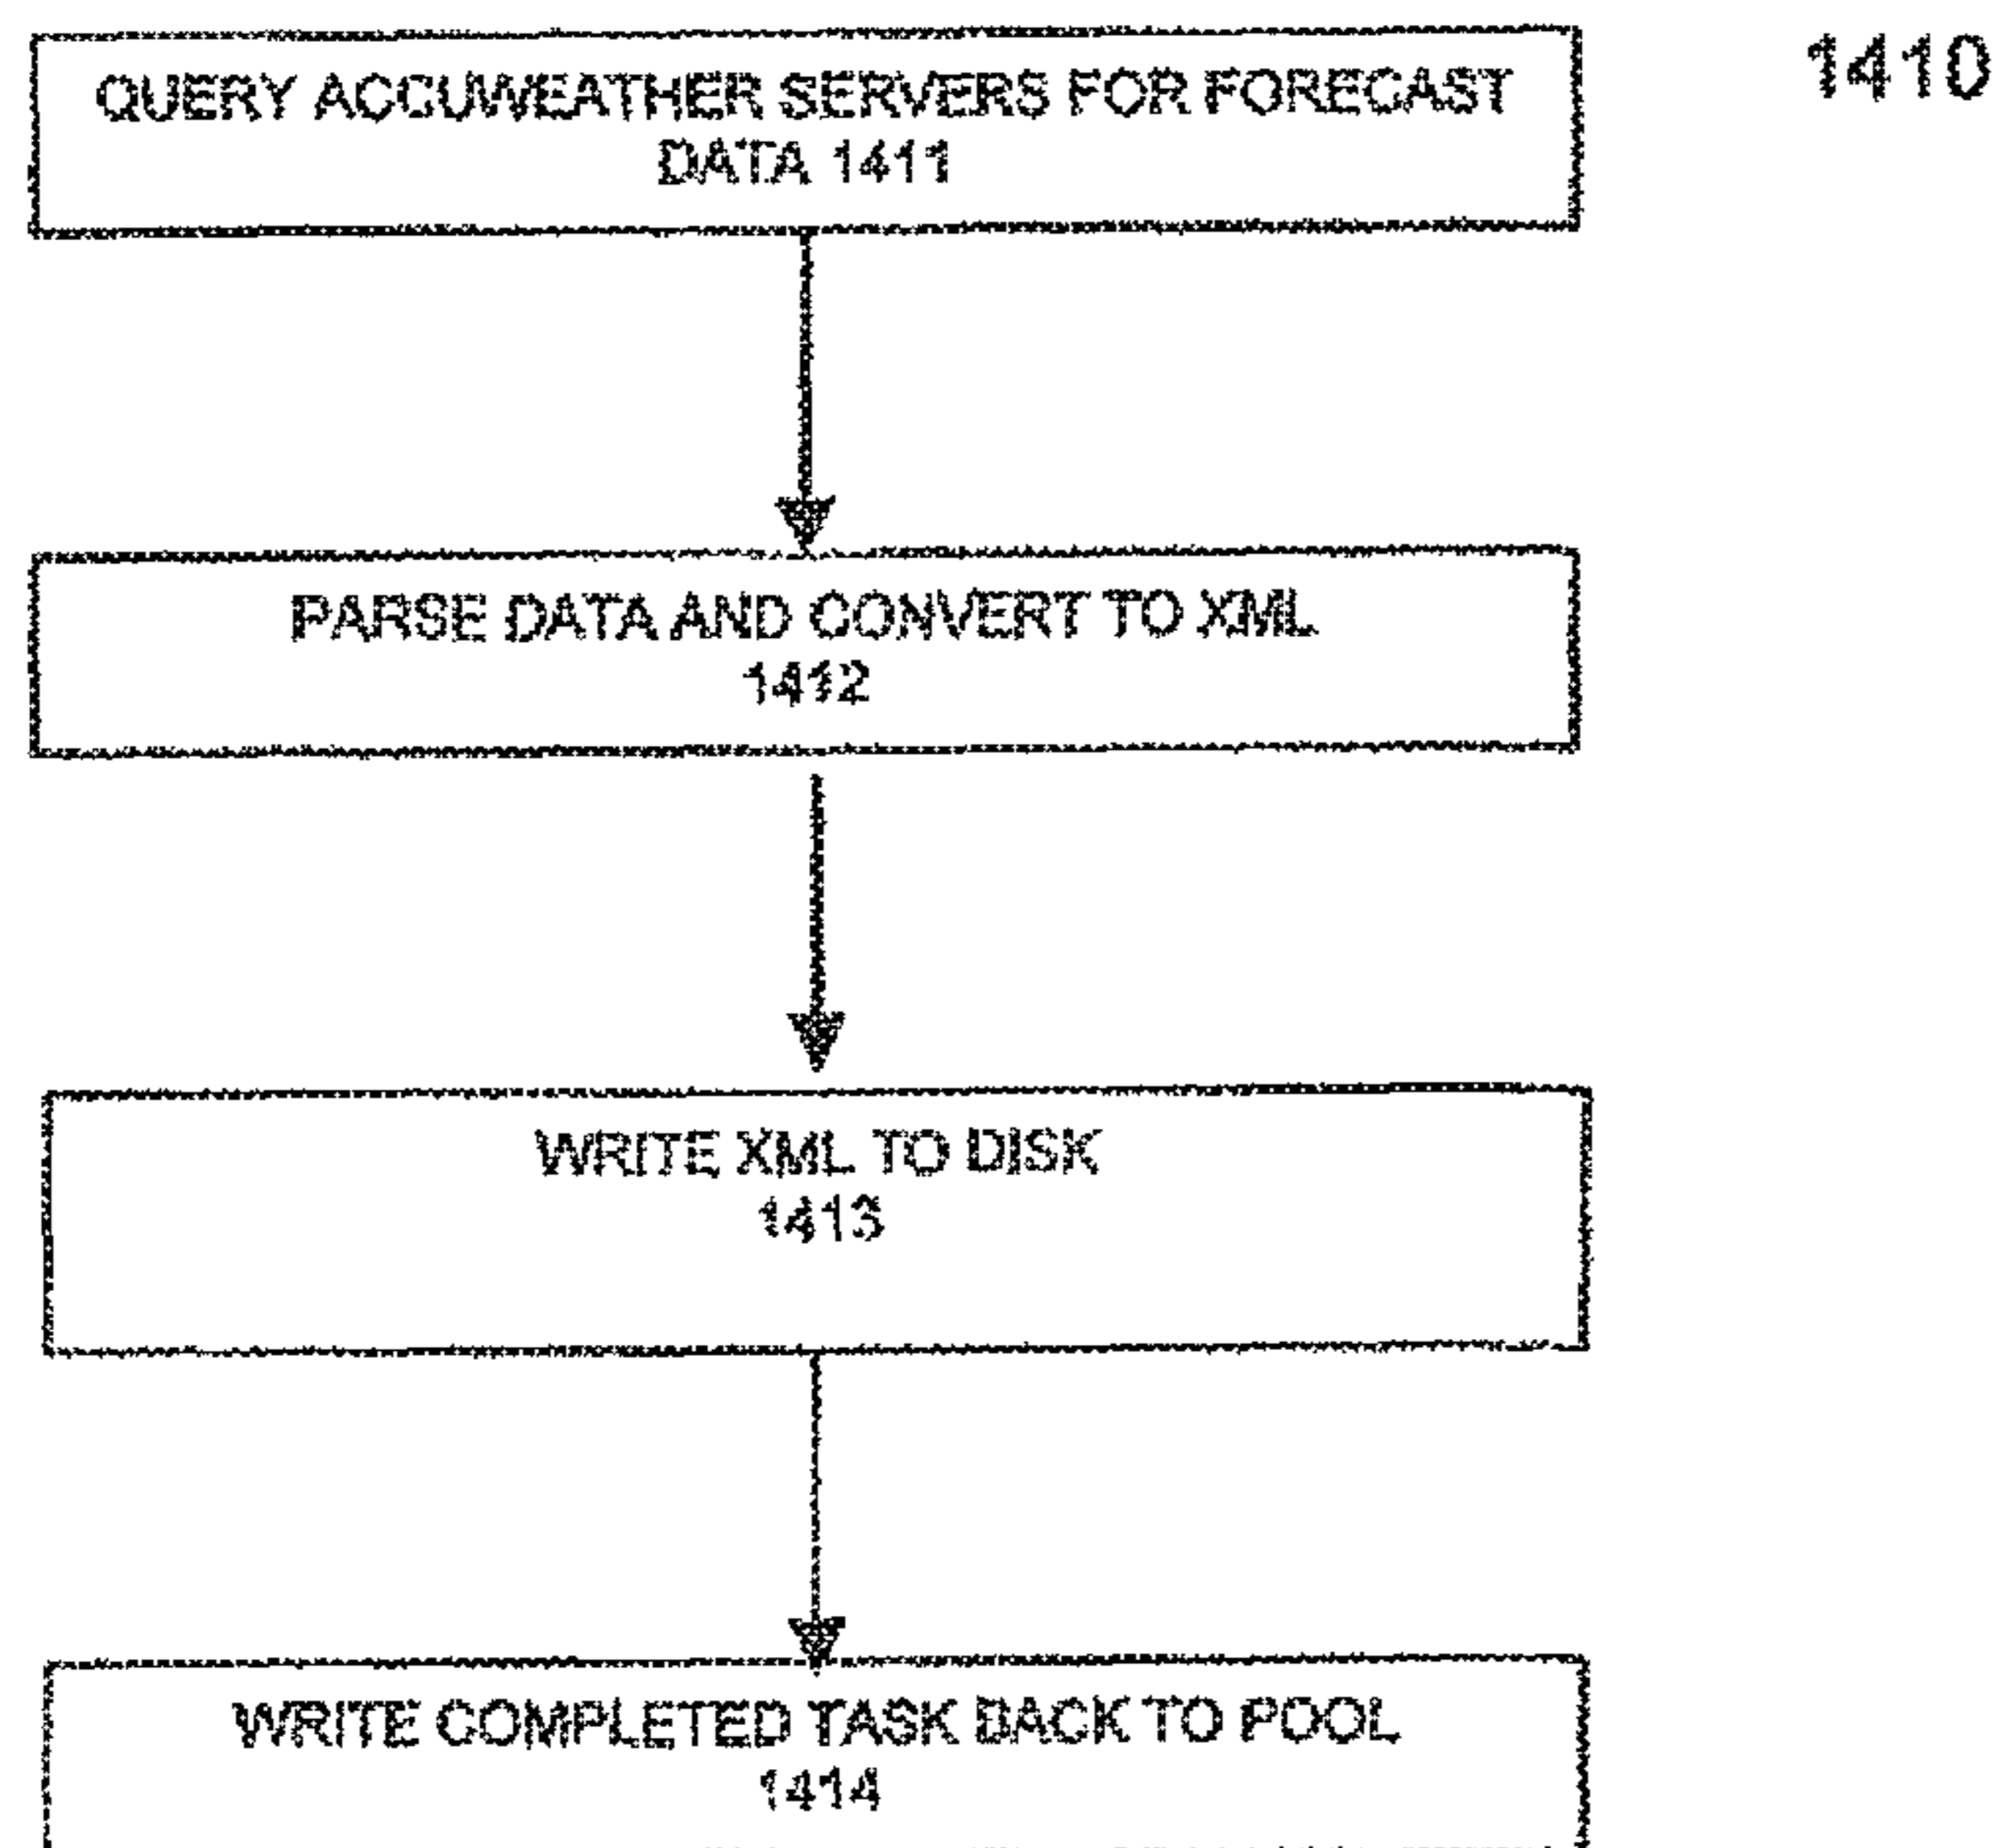 QUERY ACCUWEATHER SERVERS FOR FORECAST
DATA 1411
1410
PARSE DATA AND CONVERT TO XML
1412
WRITE XML TO DISK
1413
WRITE COMPLETED TASK BACK TO POOL
1414